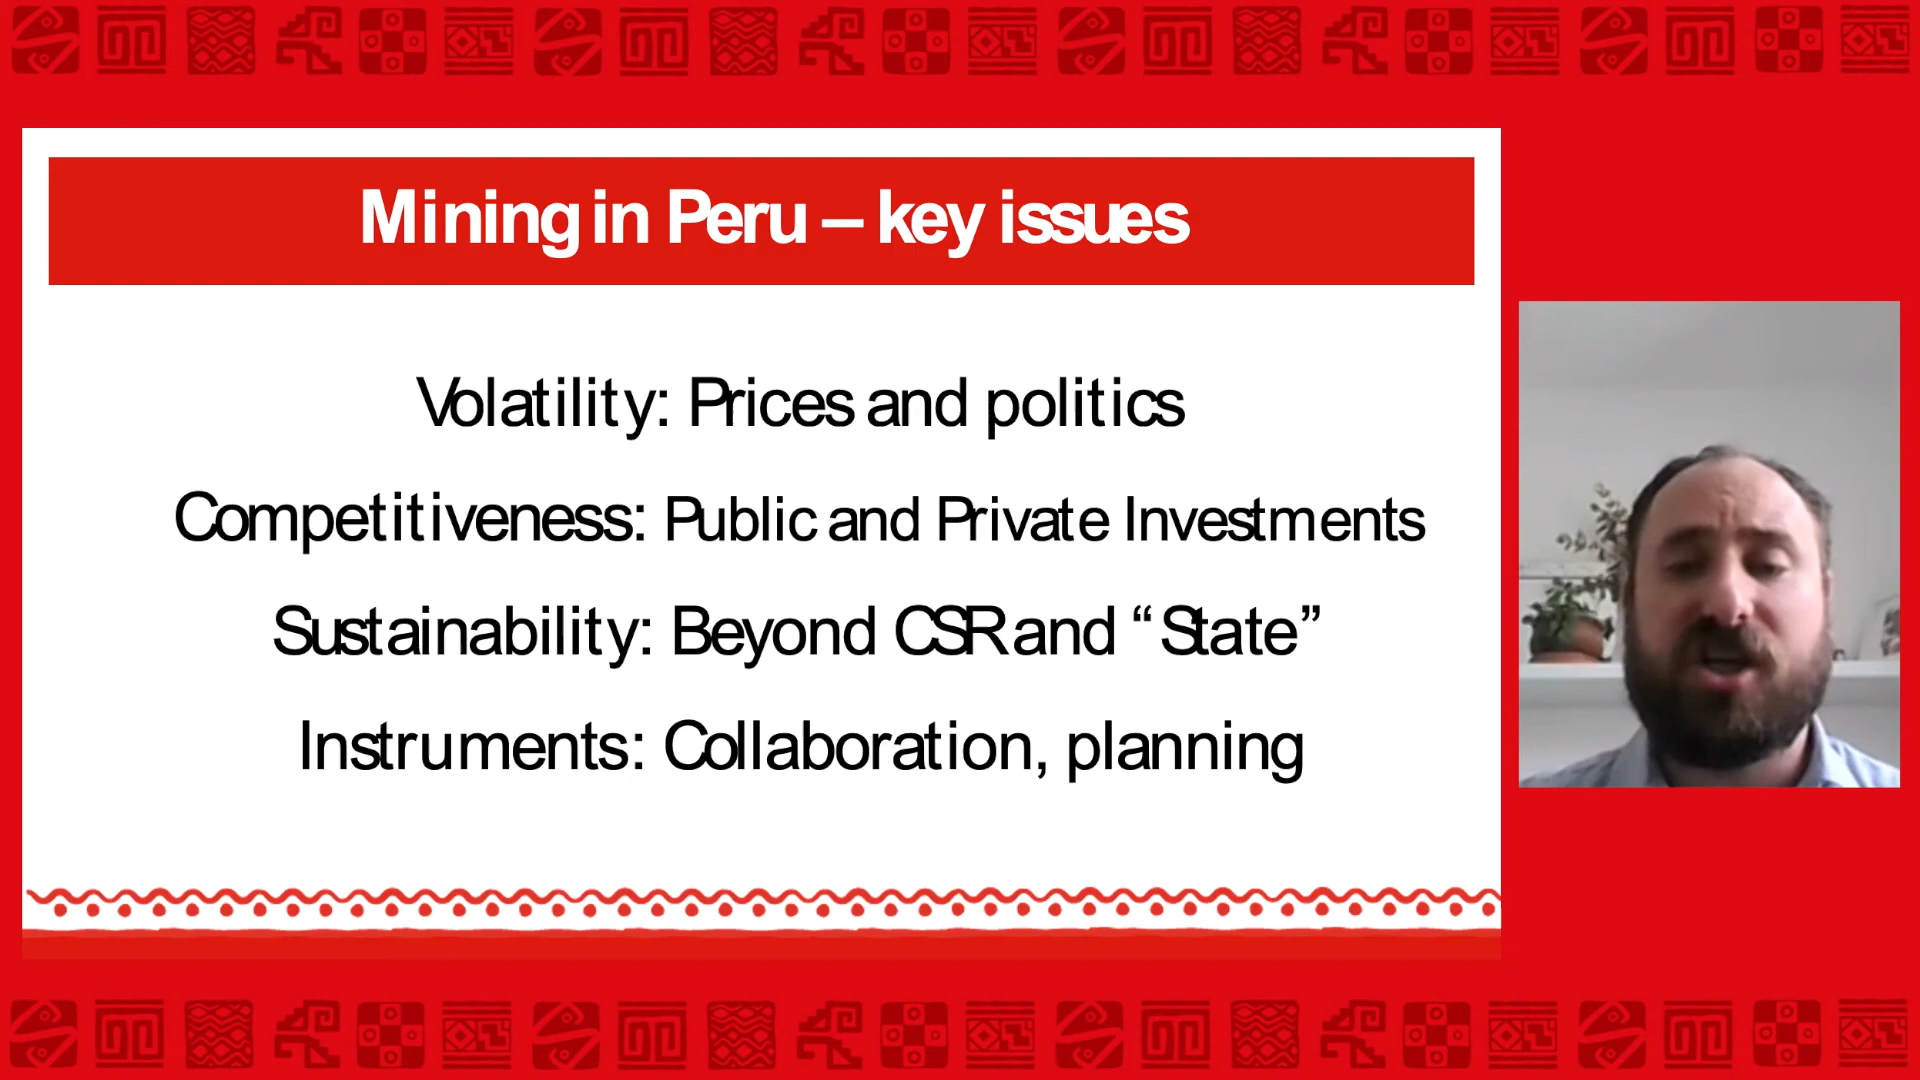 Mining in Peru – key issues
Volatility: Prices and politics
Competitiveness: Public and Private Investments
Sustainability: Beyond CSR and “State”
Instruments: Collaboration, planning